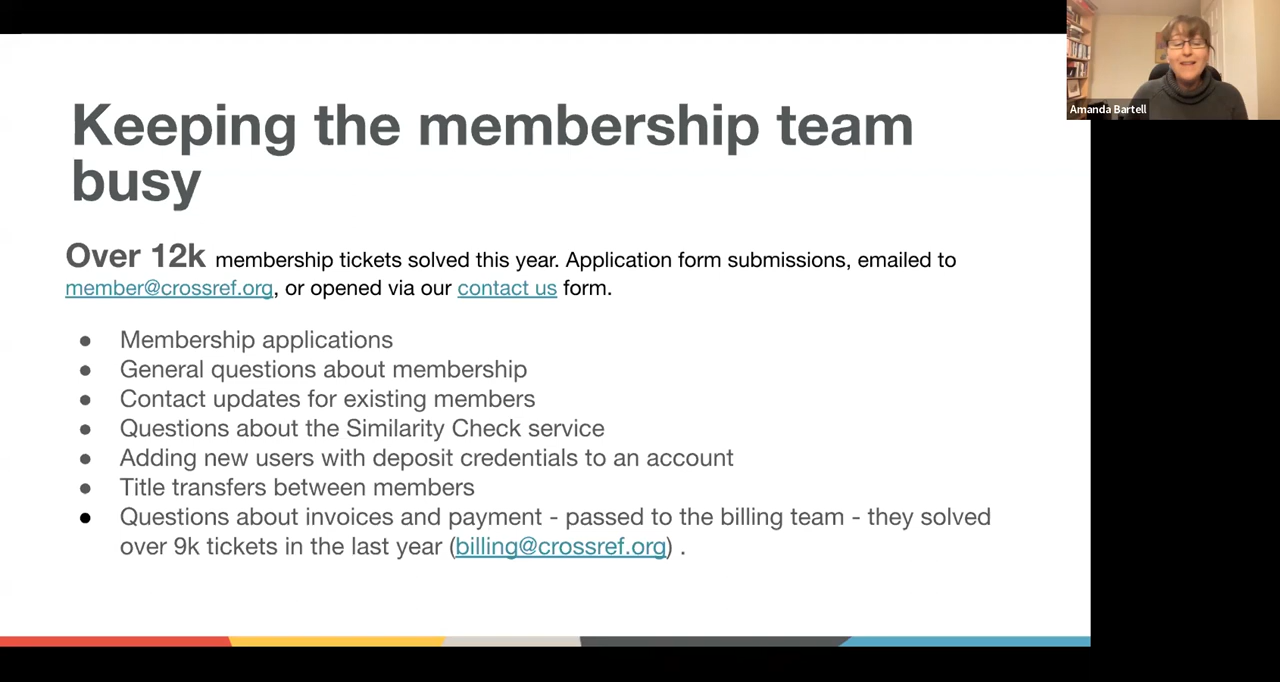 Keeping the membership team
busy
Over 12k membership tickets solved this year. Application form submissions, emailed to
member@crossref.org, or opened via our contact us form.
● Membership applications
● General questions about membership
● Contact updates for existing members
● Questions about the Similarity Check service
● Adding new users with deposit credentials to an account
● Title transfers between members
● Questions about invoices and payment - passed to the billing team - they solved
over 9k tickets in the last year (billing@crossref.org) .
Amanda Bartell